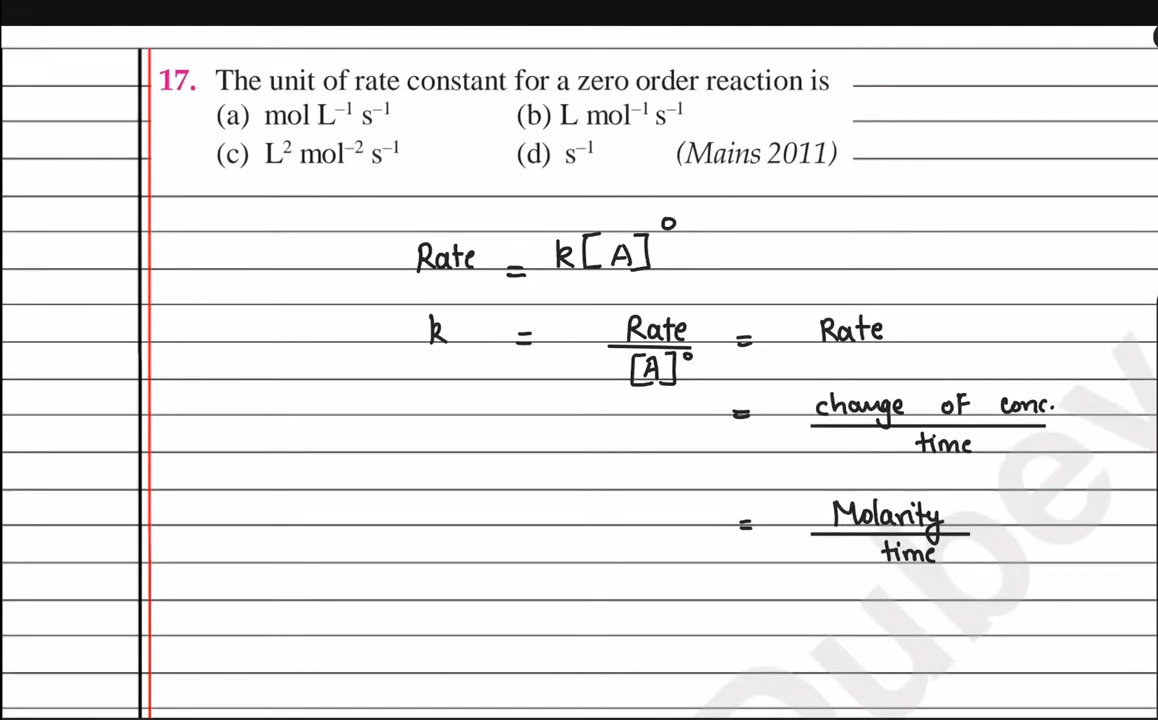 17. The unit of rate constant for a zero order reaction is
(a) mol L⁻¹ s⁻¹ (b) L mol⁻¹ s⁻¹
(c) L² mol⁻² s⁻¹ (d) s⁻¹ (Mains 2011)
Rate = k[A]⁰
k = Rate / [A]⁰ = Rate
= change of conc. / time
= Molarity / time
Dubey